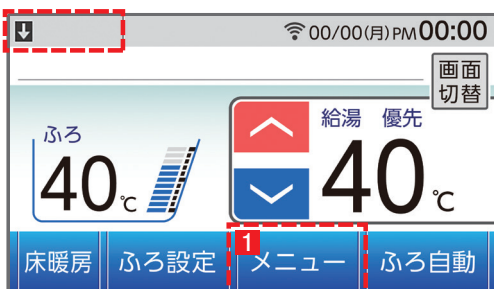 00/00(月)PM00:00
画面
切替
ふろ
40℃
給湯 優先
40℃
1
床暖房 ふろ設定 メニュー ふろ自動